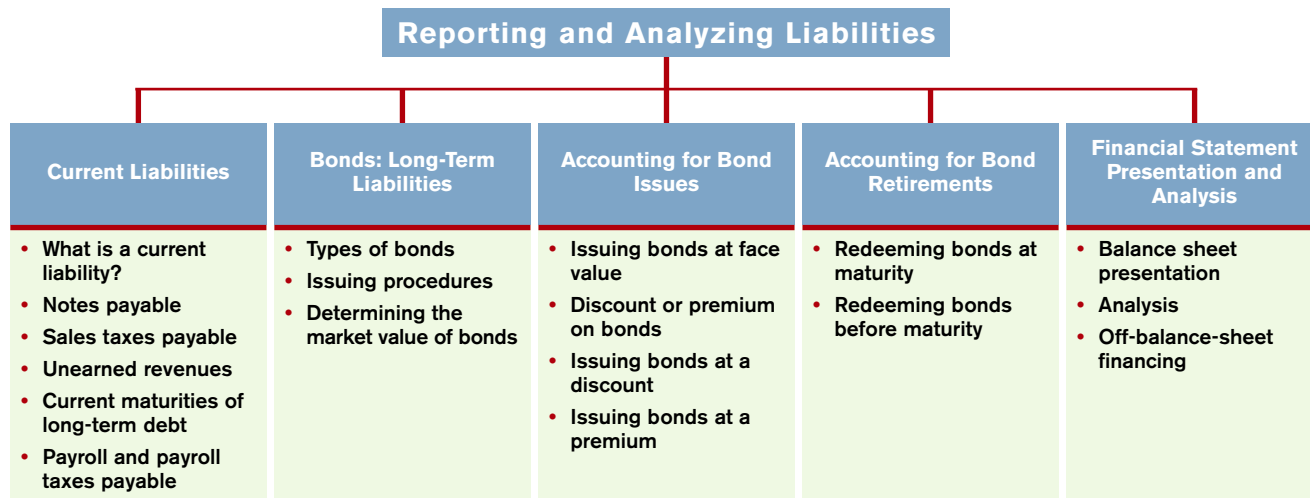 Reporting and Analyzing Liabilities
Current Liabilities
• What is a current
liability?
• Notes payable
• Sales taxes payable
• Unearned revenues
• Current maturities of
long-term debt
• Payroll and payroll
taxes payable
Bonds: Long-Term
Liabilities
• Types of bonds
• Issuing procedures
• Determining the
market value of bonds
Accounting for Bond
Issues
• Issuing bonds at face
value
• Discount or premium
on bonds
• Issuing bonds at a
discount
• Issuing bonds at a
premium
Accounting for Bond
Retirements
• Redeeming bonds at
maturity
• Redeeming bonds
before maturity
Financial Statement
Presentation and
Analysis
• Balance sheet
presentation
• Analysis
• Off-balance-sheet
financing